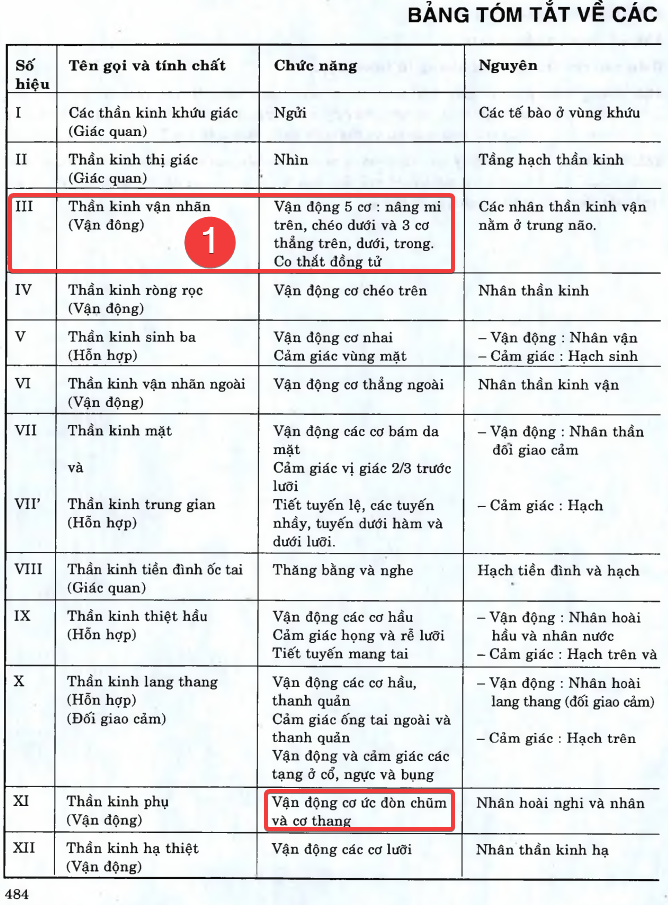 BẢNG TÓM TẮT VỀ CÁC
Số hiệu | Tên gọi và tính chất | Chức năng | Nguyên
I | Các thần kinh khứu giác | Ngửi | Các tế bào ở vùng khứu
(Giác quan)
II | Thần kinh thị giác | Nhìn | Tầng hạch thần kinh
(Giác quan)
III | Thần kinh vận nhãn | Vận động 5 cơ : nâng mi | Các nhân thần kinh vận
(Vận đông) | trên, chéo dưới và 3 cơ | nằm ở trung não.
1
thẳng trên, dưới, trong.
Co thắt đồng tử
IV | Thần kinh ròng rọc | Vận động cơ chéo trên | Nhân thần kinh
(Vận động)
V | Thần kinh sinh ba | Vận động cơ nhai | – Vận động : Nhân vận
(Hỗn hợp) | Cảm giác vùng mặt | – Cảm giác : Hạch sinh
VI | Thần kinh vận nhãn ngoài | Vận động cơ thẳng ngoài | Nhân thần kinh vận
(Vận động)
VII | Thần kinh mặt | Vận động các cơ bám da | – Vận động : Nhân thần
mặt | đối giao cảm
và | Cảm giác vị giác 2/3 trước
lưỡi
VII' | Thần kinh trung gian | Tiết tuyến lệ, các tuyến | – Cảm giác : Hạch
(Hỗn hợp) | nhầy, tuyến dưới hàm và
dưới lưỡi.
VIII | Thần kinh tiền đình ốc tai | Thăng bằng và nghe | Hạch tiền đình và hạch
(Giác quan)
IX | Thần kinh thiệt hầu | Vận động các cơ hầu | – Vận động : Nhân hoài
(Hỗn hợp) | Cảm giác họng và rễ lưỡi | hầu và nhân nước
Tiết tuyến mang tai | – Cảm giác : Hạch trên và
X | Thần kinh lang thang | Vận động các cơ hầu, | – Vận động : Nhân hoài
(Hỗn hợp) | thanh quản | lang thang (đối giao cảm)
(Đối giao cảm) | Cảm giác ống tai ngoài và
thanh quản | – Cảm giác : Hạch trên
Vận động và cảm giác các
tạng ở cổ, ngực và bụng
XI | Thần kinh phụ | Vận động cơ ức đòn chũm | Nhân hoài nghi và nhân
(Vận động) | và cơ thang
XII | Thần kinh hạ thiệt | Vận động các cơ lưỡi | Nhân thần kinh hạ
(Vận động)
484